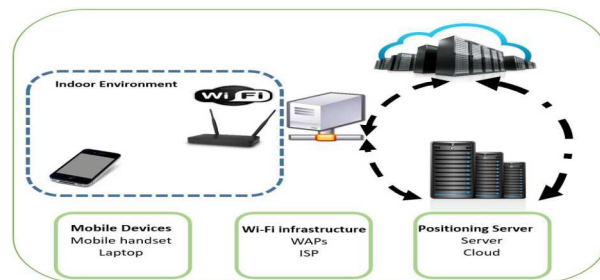 Indoor Environment
Wi Fi
Mobile Devices
Mobile handset
Laptop
Wi-Fi infrastructure
WAPs
ISP
Positioning Server
Server
Cloud